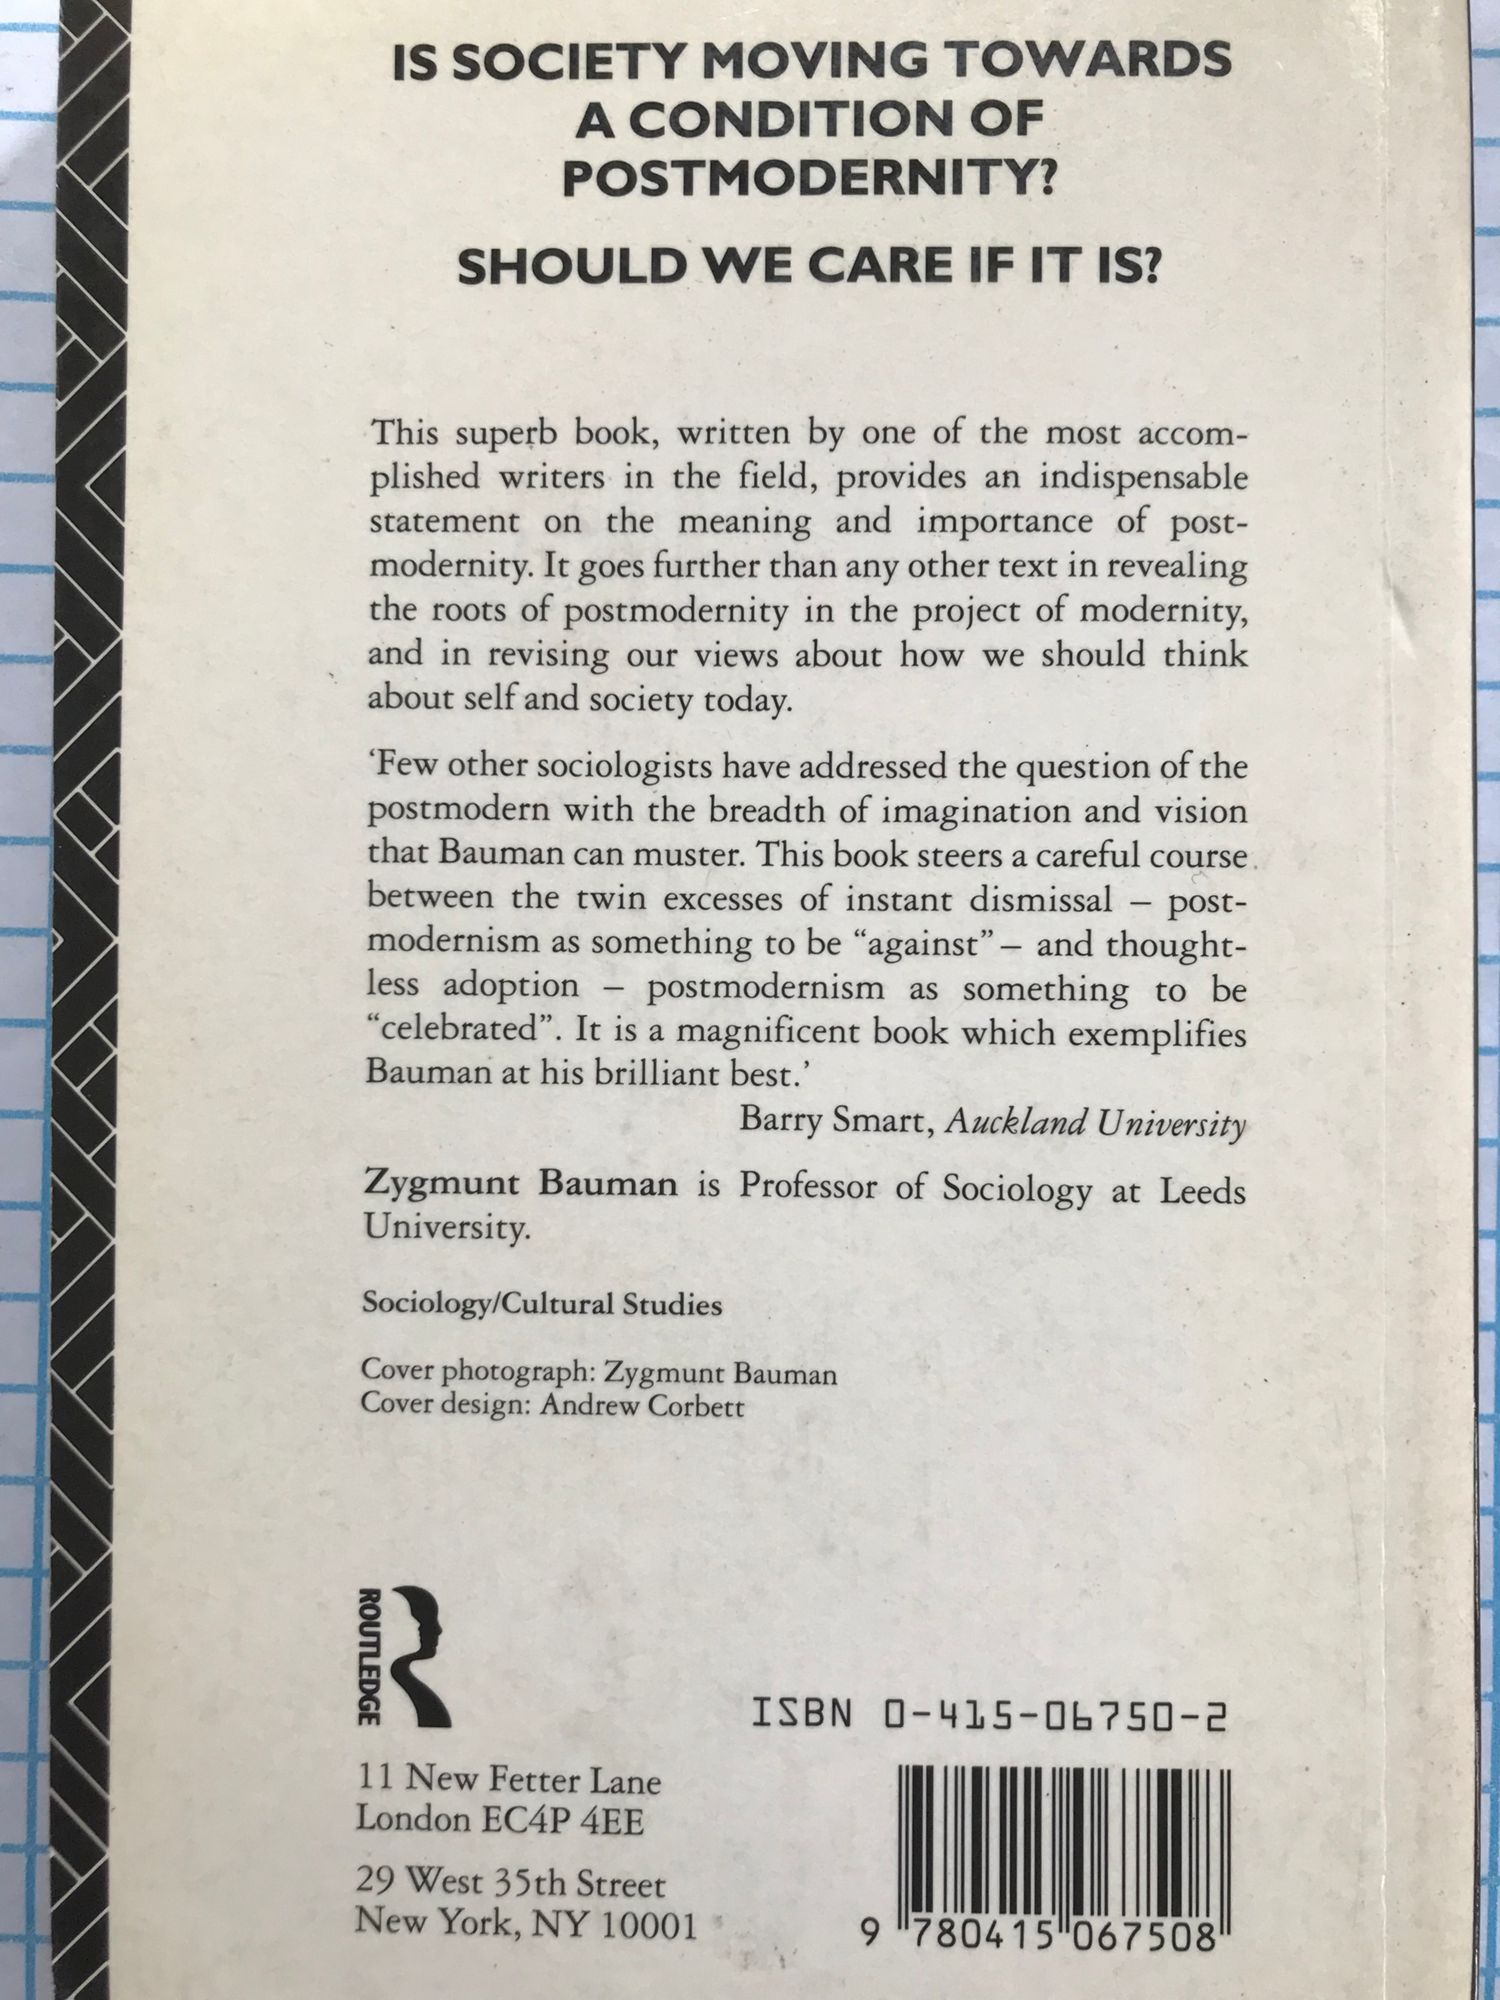 IS SOCIETY MOVING TOWARDS
A CONDITION OF
POSTMODERNITY?
SHOULD WE CARE IF IT IS?
This superb book, written by one of the most accom-
plished writers in the field, provides an indispensable
statement on the meaning and importance of post-
modernity. It goes further than any other text in revealing
the roots of postmodernity in the project of modernity,
and in revising our views about how we should think
about self and society today.
‘Few other sociologists have addressed the question of the
postmodern with the breadth of imagination and vision
that Bauman can muster. This book steers a careful course
between the twin excesses of instant dismissal – post-
modernism as something to be “against” – and thought-
less adoption – postmodernism as something to be
“celebrated”. It is a magnificent book which exemplifies
Bauman at his brilliant best.’
Barry Smart, Auckland University
Zygmunt Bauman is Professor of Sociology at Leeds
University.
Sociology/Cultural Studies
Cover photograph: Zygmunt Bauman
Cover design: Andrew Corbett
ROUTLEDGE
11 New Fetter Lane
London EC4P 4EE
29 West 35th Street
New York, NY 10001
ISBN 0-415-06750-2
9 780415 067508